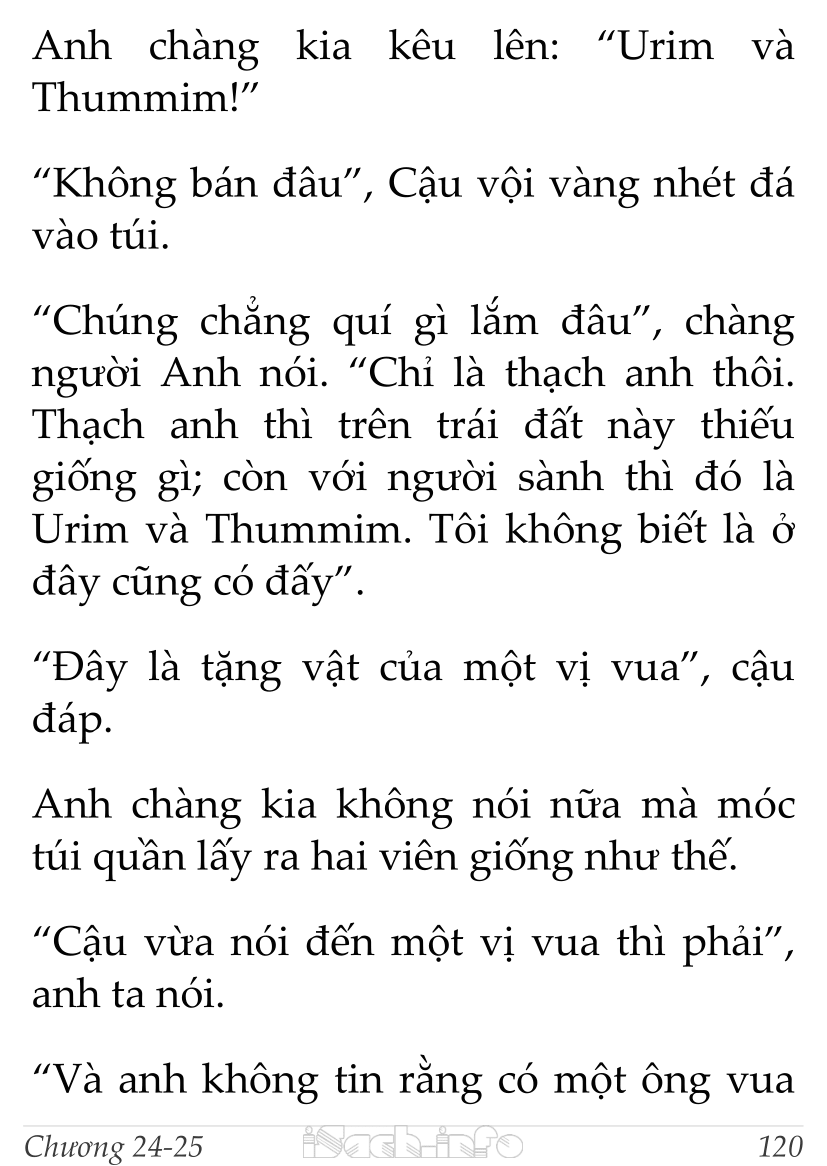 Anh chàng kia kêu lên: “Urim và
Thummim!”
“Không bán đâu”, Cậu vội vàng nhét đá
vào túi.
“Chúng chẳng quí gì lắm đâu”, chàng
người Anh nói. “Chỉ là thạch anh thôi.
Thạch anh thì trên trái đất này thiếu
giống gì; còn với người sành thì đó là
Urim và Thummim. Tôi không biết là ở
đây cũng có đấy”.
“Đây là tặng vật của một vị vua”, cậu
đáp.
Anh chàng kia không nói nữa mà móc
túi quần lấy ra hai viên giống như thế.
“Cậu vừa nói đến một vị vua thì phải”,
anh ta nói.
“Và anh không tin rằng có một ông vua
Chương 24-25 iSach.info 120